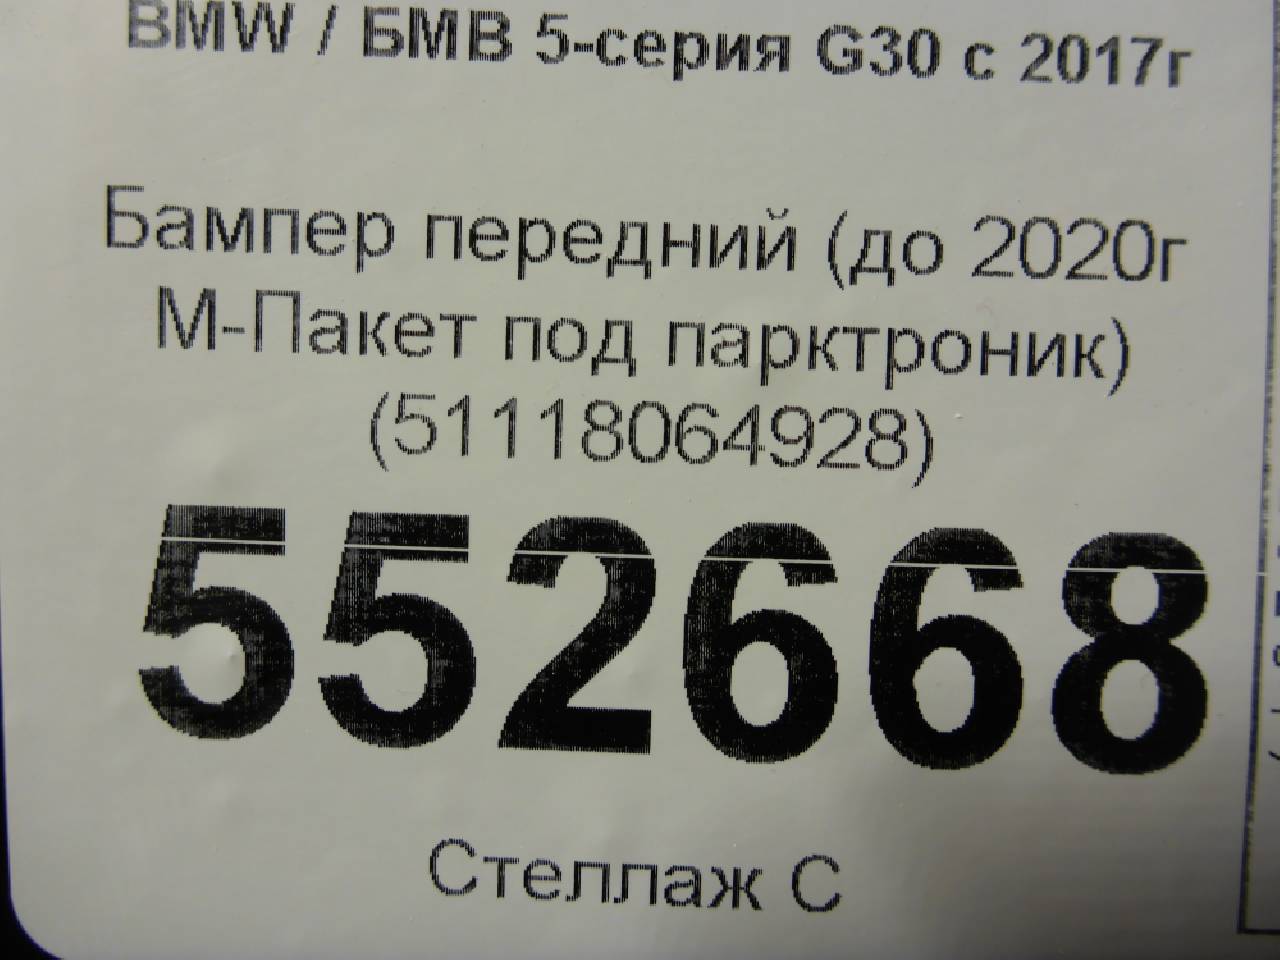 BMW / БМВ 5-серия G30 с 2017г
Бампер передний (до 2020г
М-Пакет под парктроник)
(51118064928)
552668
Стеллаж С